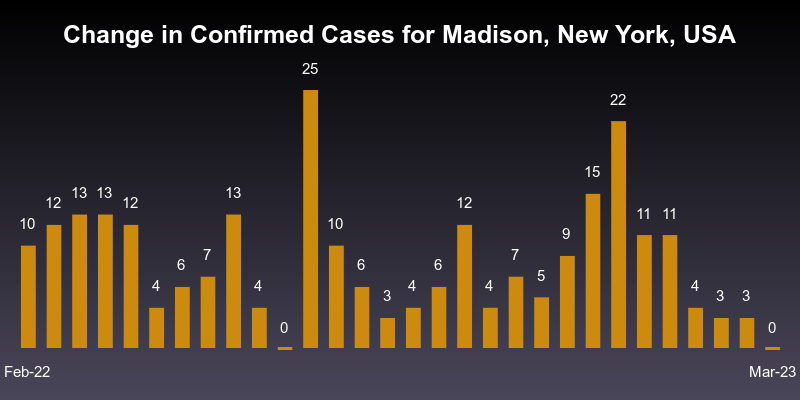 Change in Confirmed Cases for Madison, New York, USA
10 12 13 13 12 4 6 7 13 4 0 25 10 6 3 4 6 12 4 7 5 9 15 22 11 11 4 3 3 0
Feb-22 Mar-23